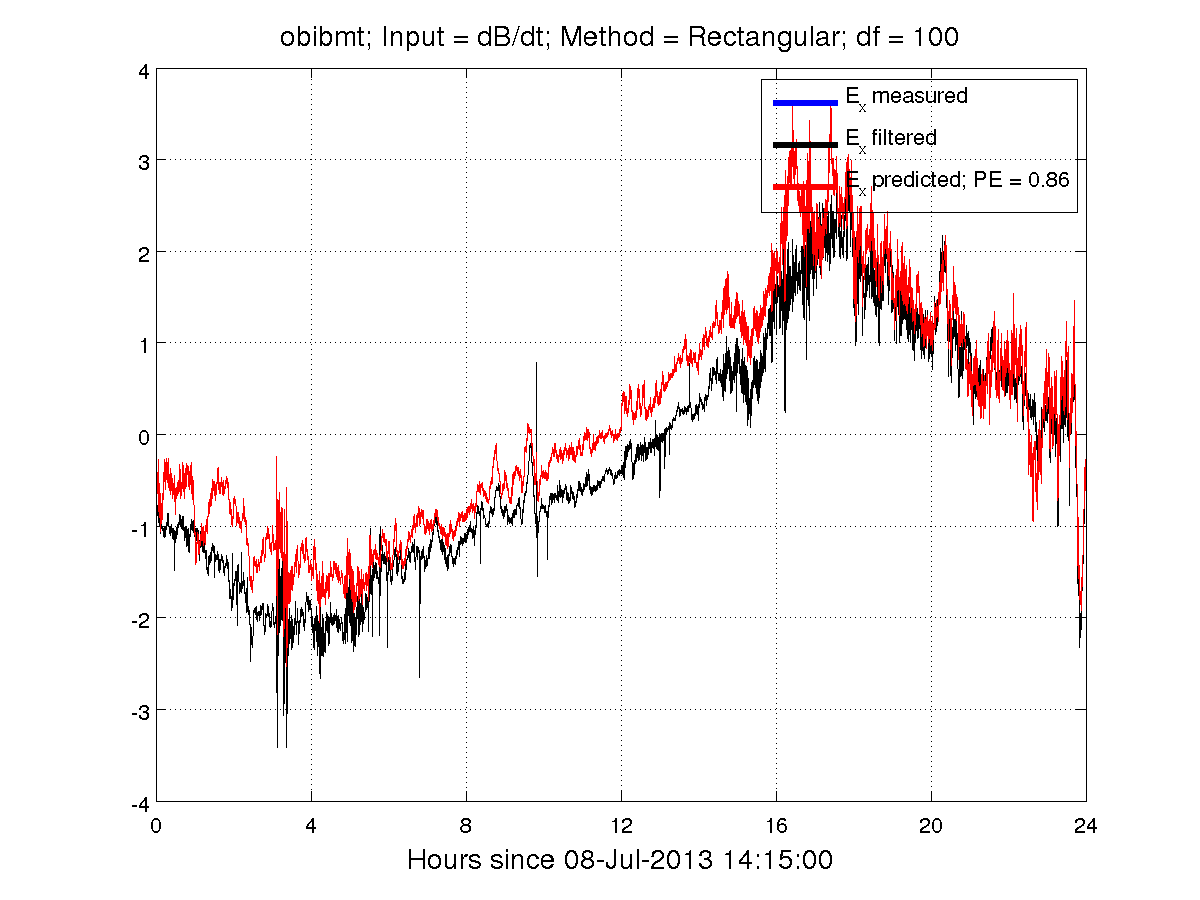 obibmt; Input = dB/dt; Method = Rectangular; df = 100
4
3
2
1
0
-1
-2
-3
-4
Ex measured
Ex filtered
Ex predicted; PE = 0.86
0 4 8 12 16 20 24
Hours since 08-Jul-2013 14:15:00